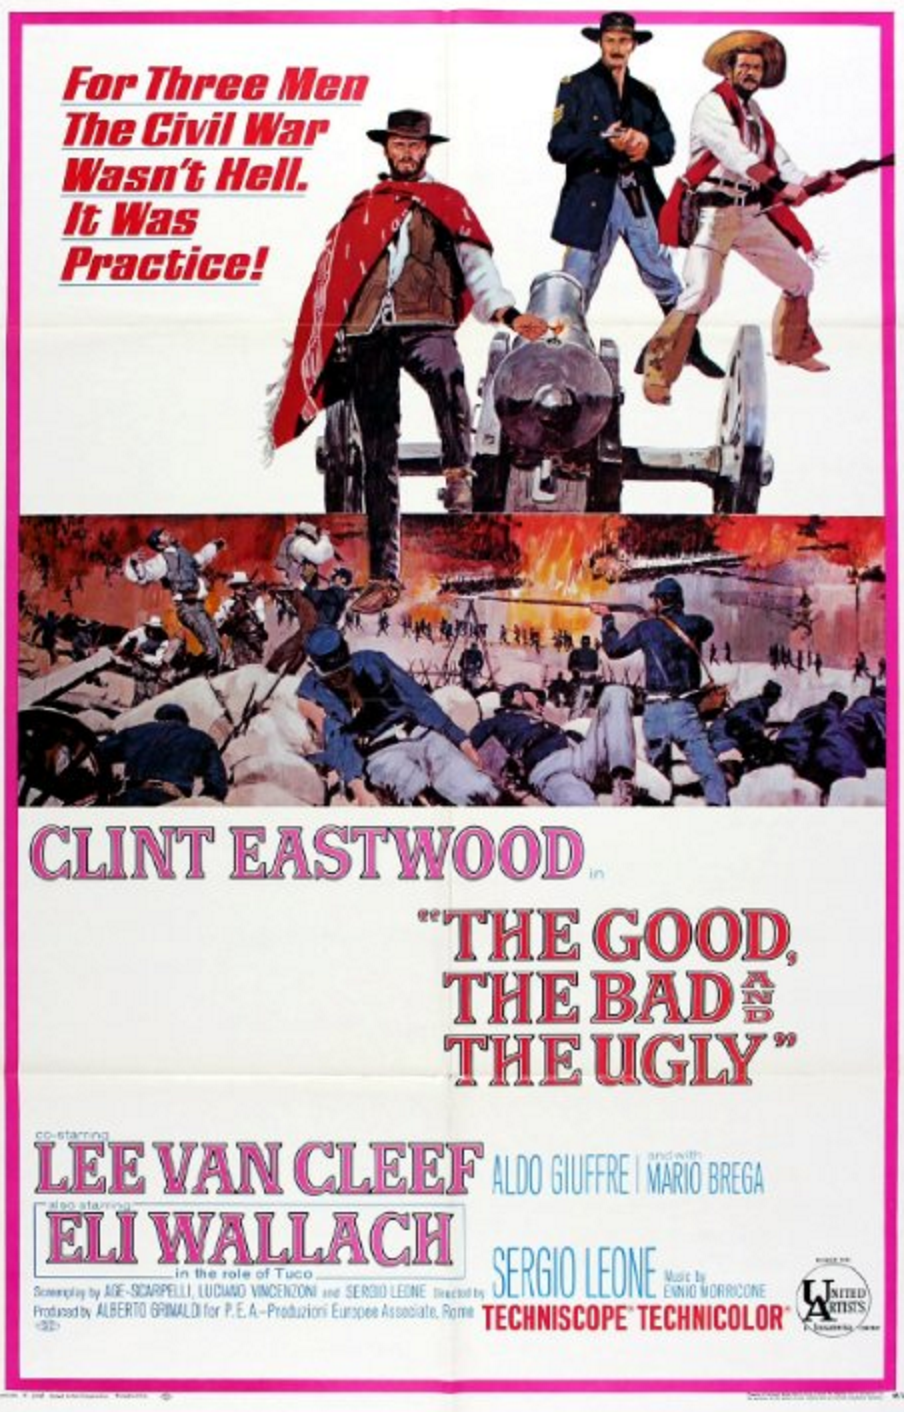 For Three Men
The Civil War
Wasn't Hell.
It Was
Practice!
CLINT EASTWOOD in
"THE GOOD,
THE BAD AND
THE UGLY"
co-starring
LEE VAN CLEEF
ALDO GIUFFRE | and with MARIO BREGA
also starring
ELI WALLACH
in the role of Tuco
Screenplay by AGE-SCARPELLI, LUCIANO VINCENZONI and SERGIO LEONE Directed by SERGIO LEONE Music by ENNIO MORRICONE
Produced by ALBERTO GRIMALDI for P.E.A.-Produzioni Europee Associate, Rome TECHNISCOPE® TECHNICOLOR®
UNITED
ARTISTS